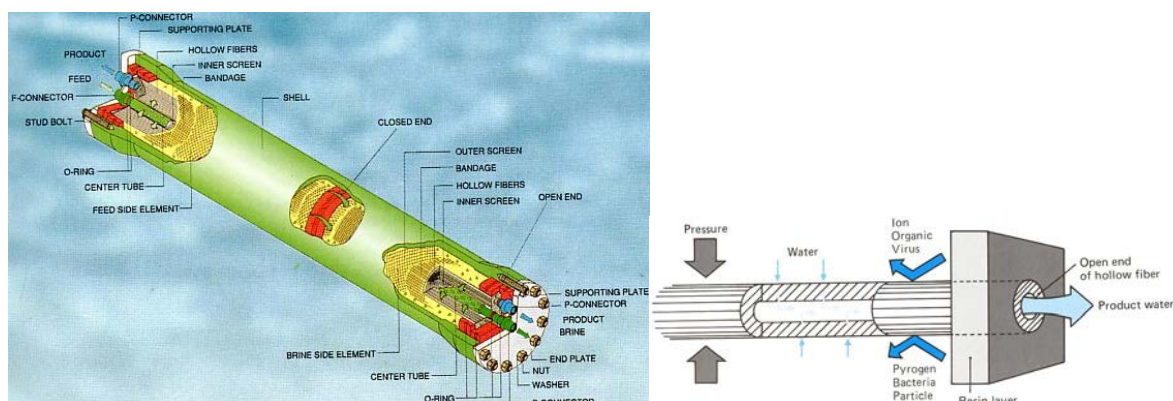 P-CONNECTOR
SUPPORTING PLATE
PRODUCT
HOLLOW FIBERS
FEED
INNER SCREEN
BANDAGE
F-CONNECTOR
SHELL
STUD BOLT
CLOSED END
O-RING
OUTER SCREEN
CENTER TUBE
BANDAGE
FEED SIDE ELEMENT
HOLLOW FIBERS
OPEN END
INNER SCREEN
SUPPORTING PLATE
P-CONNECTOR
PRODUCT
BRINE
BRINE SIDE ELEMENT
END PLATE
CENTER TUBE
NUT
WASHER
O-RING
Pressure
Water
Ion
Organic
Virus
Open end
of hollow fiber
Product water
Pyrogen
Bacteria
Particle
Resin layer